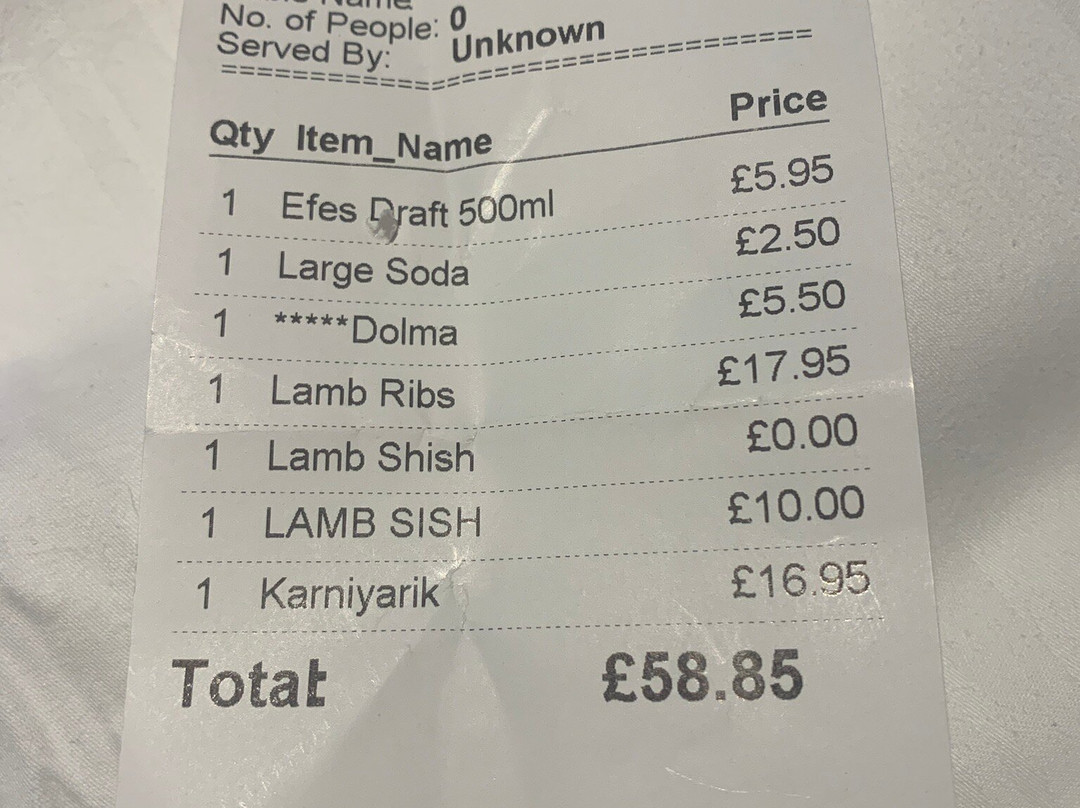 No. of People: 0
Served By: Unknown
Qty Item_Name Price
1 Efes Draft 500ml £5.95
1 Large Soda £2.50
1 *****Dolma £5.50
1 Lamb Ribs £17.95
1 Lamb Shish £0.00
1 LAMB SISH £10.00
1 Karniyarik £16.95
Total: £58.85